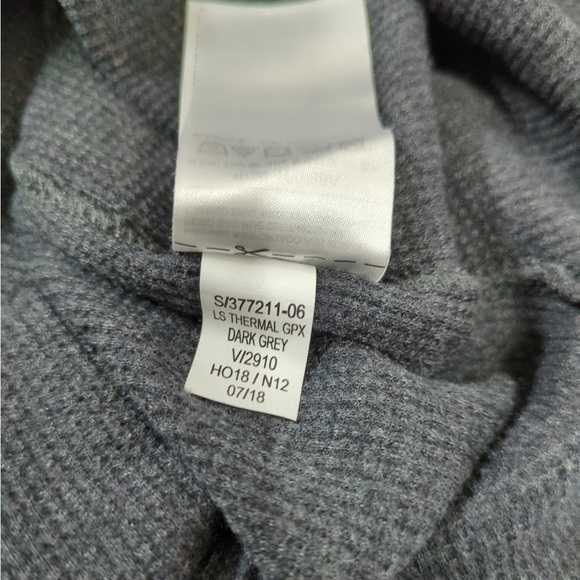 S/377211-06
LS THERMAL GPX
DARK GREY
V/2910
HO18 / N12
07/18